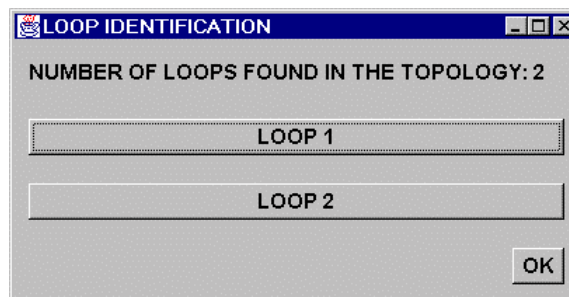 LOOP IDENTIFICATION
NUMBER OF LOOPS FOUND IN THE TOPOLOGY: 2
LOOP 1
LOOP 2
OK